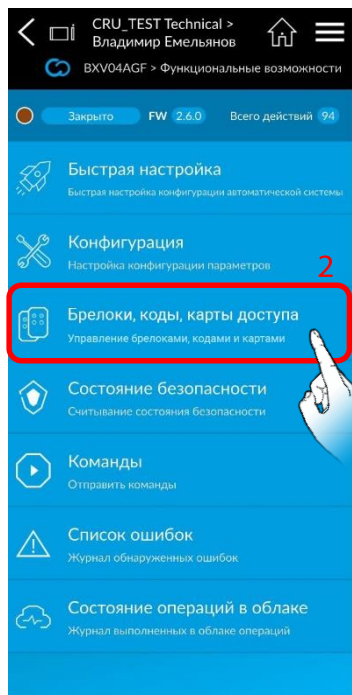 CRU_TEST Technical >
Владимир Емельянов
BXV04AGF > Функциональные возможности
Закрыто FW 2.6.0 Всего действий 94
Быстрая настройка
Быстрая настройка конфигурации автоматической системы
Конфигурация
Настройка конфигурации параметров
2
Брелоки, коды, карты доступа
Управление брелоками, кодами и картами
Состояние безопасности
Считывание состояния безопасности
Команды
Отправить команды
Список ошибок
Журнал обнаруженных ошибок
Состояние операций в облаке
Журнал выполненных в облаке операций